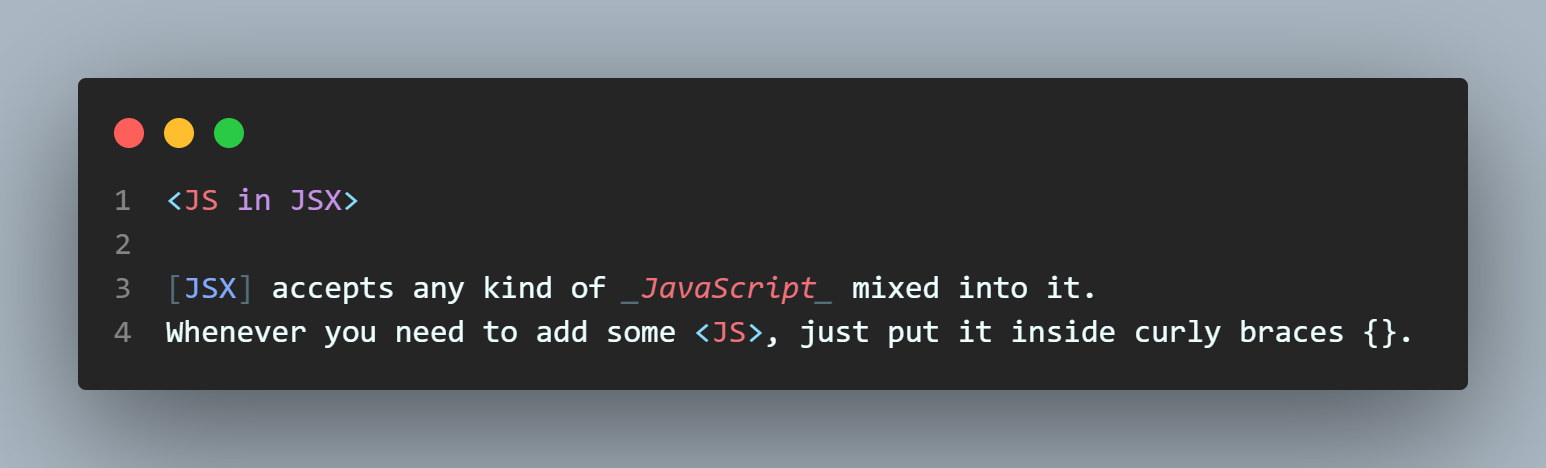 1 <JS in JSX>
2
3 [JSX] accepts any kind of _JavaScript_ mixed into it.
4 Whenever you need to add some <JS>, just put it inside curly braces {}.